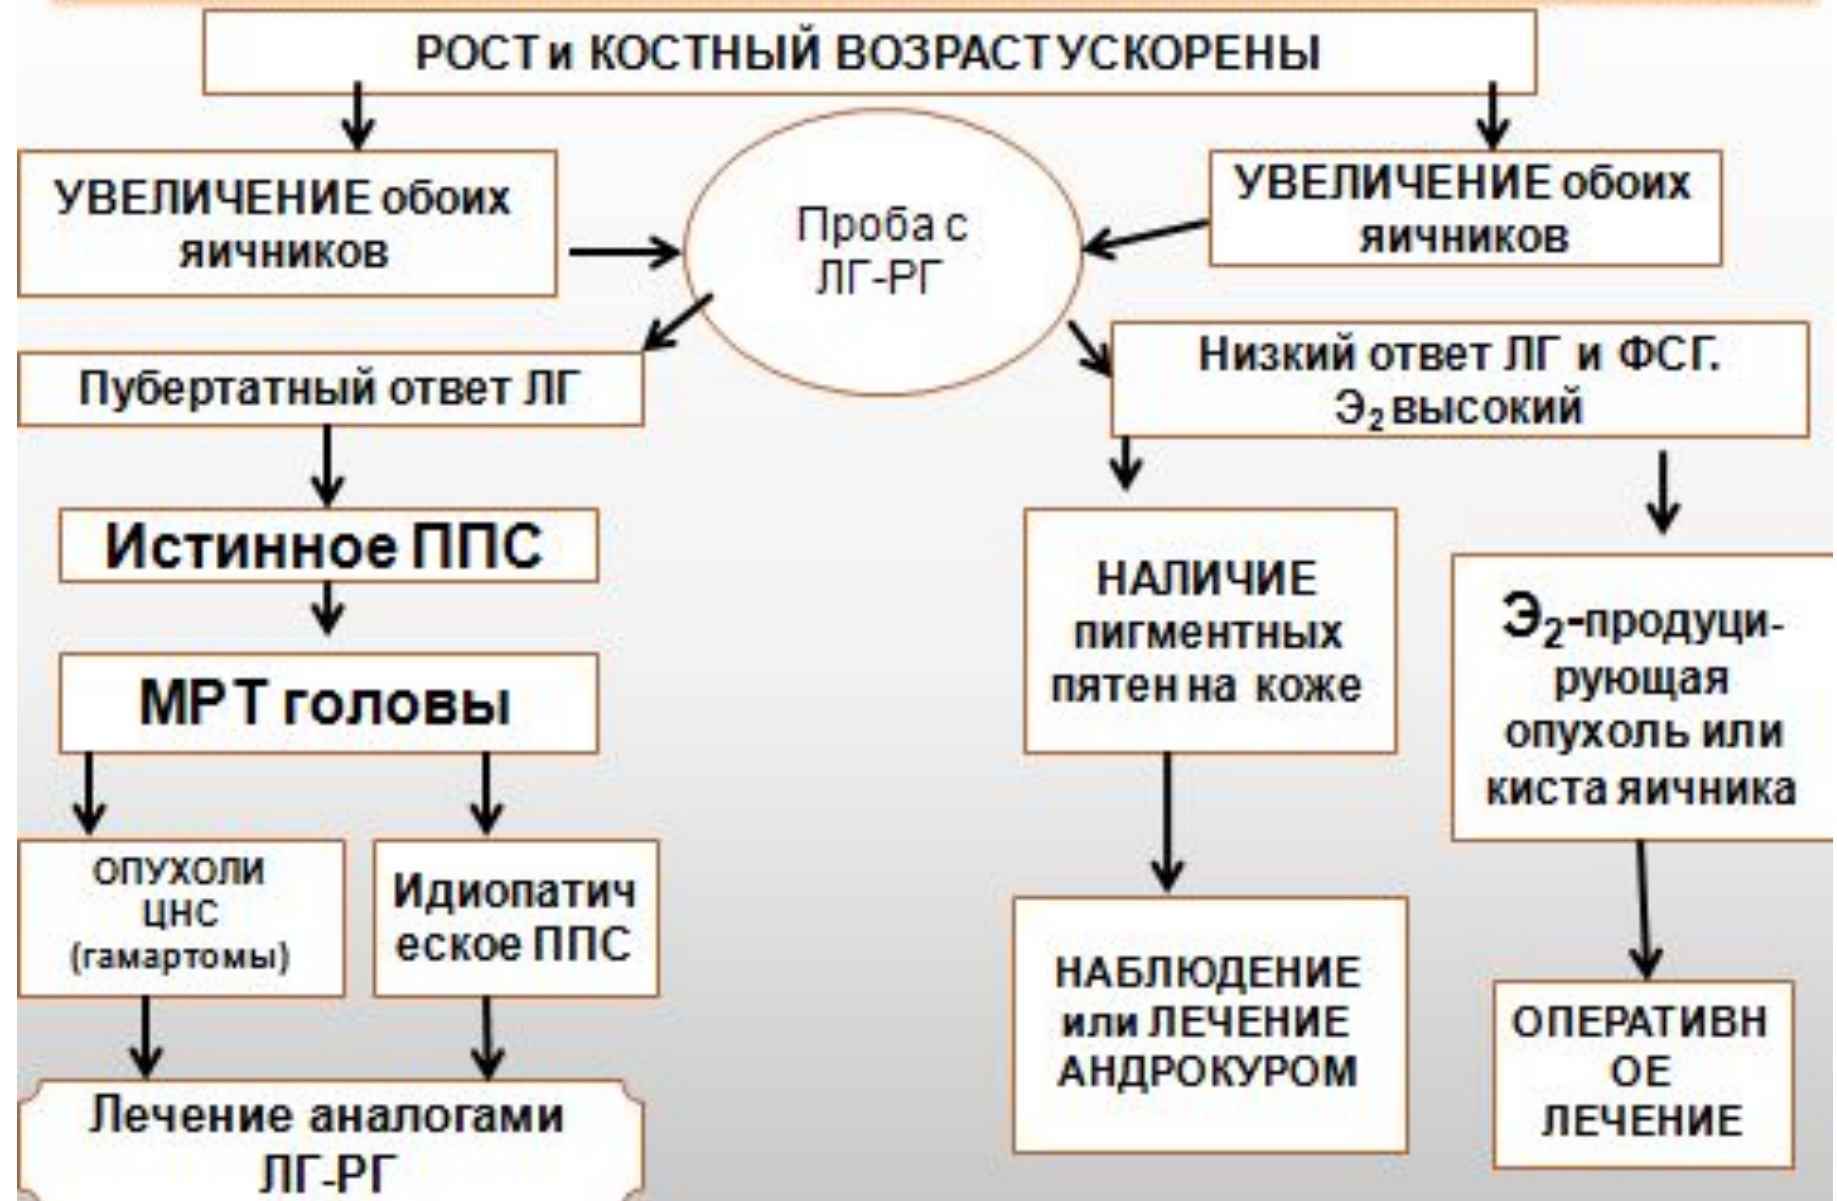 РОСТ и КОСТНЫЙ ВОЗРАСТ УСКОРЕНЫ
УВЕЛИЧЕНИЕ обоих
яичников
Проба с
ЛГ-РГ
УВЕЛИЧЕНИЕ обоих
яичников
Пубертатный ответ ЛГ
Низкий ответ ЛГ и ФСГ.
Э₂ высокий
Истинное ППС
МРТ головы
НАЛИЧИЕ
пигментных
пятен на коже
Э₂-продуци-
рующая
опухоль или
киста яичника
ОПУХОЛИ
ЦНС
(гамартомы)
Идиопатич
еское ППС
НАБЛЮДЕНИЕ
или ЛЕЧЕНИЕ
АНДРОКУРОМ
ОПЕРАТИВН
ОЕ
ЛЕЧЕНИЕ
Лечение аналогами
ЛГ-РГ